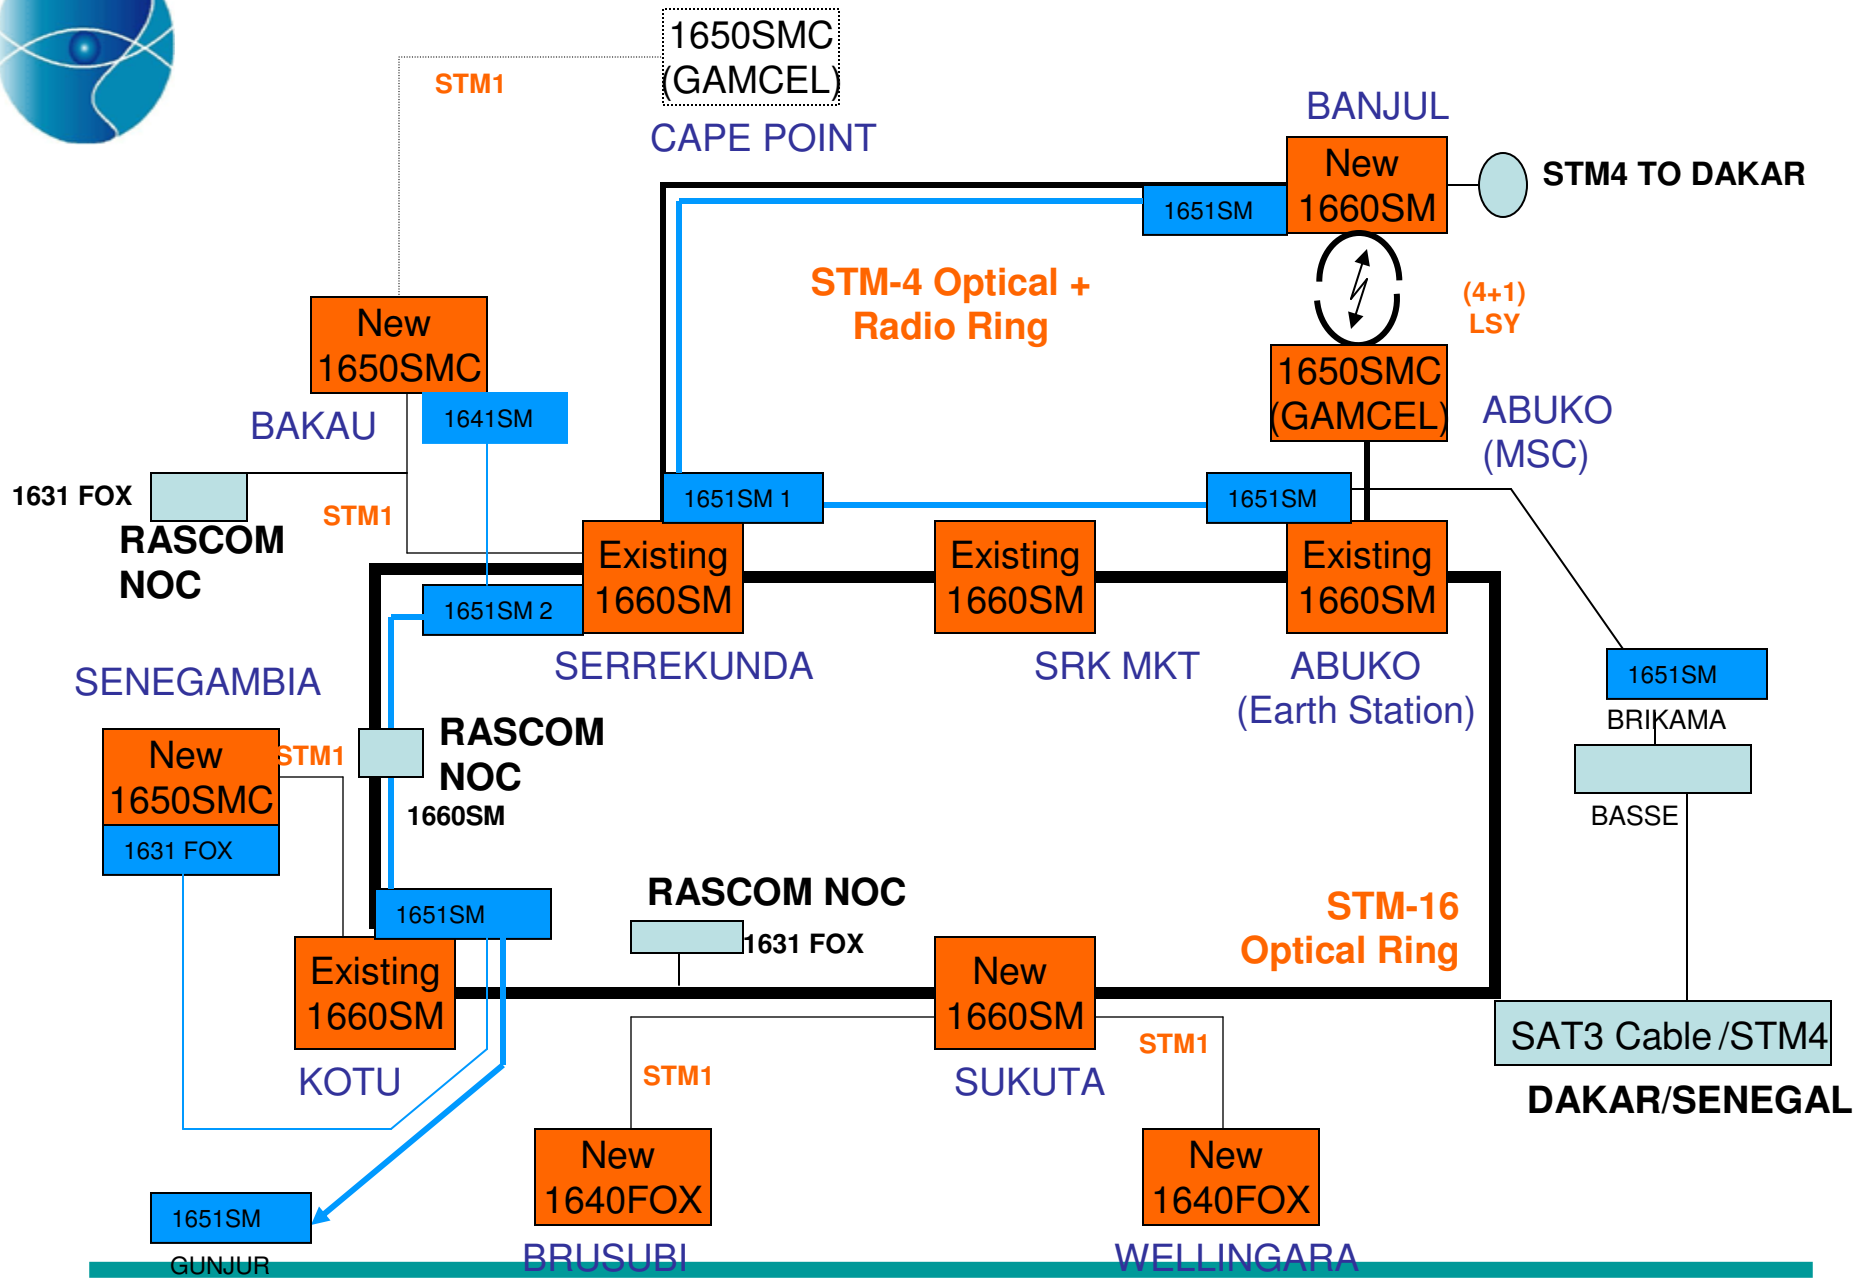 1650SMC
(GAMCEL)
STM1
CAPE POINT
BANJUL
New
1660SM
STM4 TO DAKAR
1651SM
STM-4 Optical +
Radio Ring
(4+1)
LSY
New
1650SMC
1650SMC
(GAMCEL)
BAKAU
1641SM
ABUKO
(MSC)
1631 FOX
RASCOM
NOC
STM1
1651SM 1
1651SM
Existing
1660SM
Existing
1660SM
Existing
1660SM
1651SM 2
SERREKUNDA
SRK MKT
ABUKO
(Earth Station)
SENEGAMBIA
1651SM
BRIKAMA
New
1650SMC
STM1
RASCOM
NOC
1660SM
BASSE
1631 FOX
1651SM
RASCOM NOC
1631 FOX
STM-16
Optical Ring
Existing
1660SM
New
1660SM
KOTU
STM1
SUKUTA
STM1
SAT3 Cable /STM4
DAKAR/SENEGAL
New
1640FOX
New
1640FOX
1651SM
GUNJUR
BRUSUBI
WELLINGARA